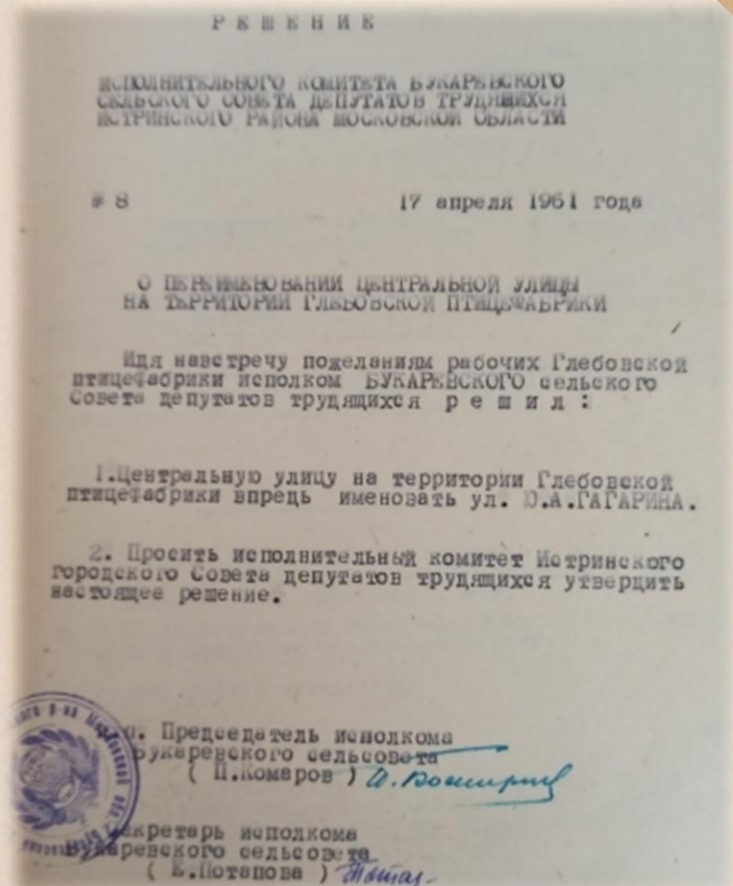 Р Е Ш Е Н И Е
ИСПОЛНИТЕЛЬНОГО КОМИТЕТА БУКАРЕВСКОГО
СЕЛЬСКОГО СОВЕТА ДЕПУТАТОВ ТРУДЯЩИХСЯ
ИСТРИНСКОГО РАЙОНА МОСКОВСКОЙ ОБЛАСТИ
№ 8 17 апреля 1961 года
О ПЕРЕИМЕНОВАНИИ ЦЕНТРАЛЬНОЙ УЛИЦЫ
НА ТЕРРИТОРИИ ГЛЕБОВСКОЙ ПТИЦЕФАБРИКИ
Идя навстречу пожеланиям рабочих Глебовской
птицефабрики исполком БУКАРЕВСКОГО сельского
Совета депутатов трудящихся р е ш и л :
1.Центральную улицу на территории Глебовской
птицефабрики впредь именовать ул. Ю.А.ГАГАРИНА.
2. Просить исполнительный комитет Истринского
городского Совета депутатов трудящихся утвердить
настоящее решение.
п. Председатель исполкома
Букаревского сельсовета
( П.Комаров )
Секретарь исполкома
Букаревского сельсовета
( Е.Потапова )